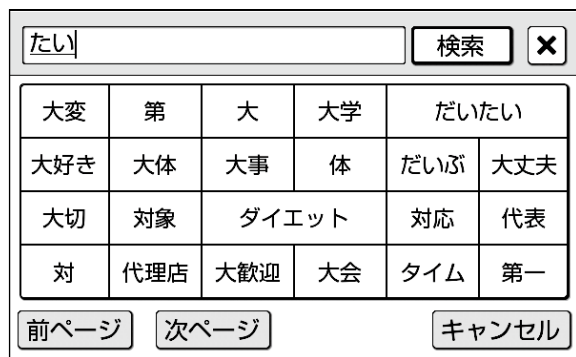 たい 検索 ×
大変 第 大 大学 だいたい
大好き 大体 大事 体 だいぶ 大丈夫
大切 対象 ダイエット 対応 代表
対 代理店 大歓迎 大会 タイム 第一
前ページ 次ページ キャンセル